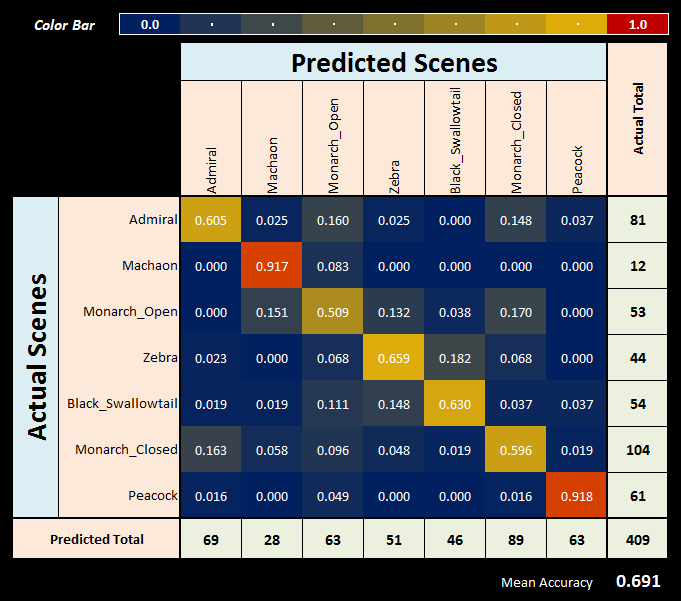 Color Bar 0.0 1.0
Predicted Scenes
Admiral Machaon Monarch_Open Zebra Black_Swallowtail Monarch_Closed Peacock Actual Total
Actual Scenes
Admiral 0.605 0.025 0.160 0.025 0.000 0.148 0.037 81
Machaon 0.000 0.917 0.083 0.000 0.000 0.000 0.000 12
Monarch_Open 0.000 0.151 0.509 0.132 0.038 0.170 0.000 53
Zebra 0.023 0.000 0.068 0.659 0.182 0.068 0.000 44
Black_Swallowtail 0.019 0.019 0.111 0.148 0.630 0.037 0.037 54
Monarch_Closed 0.163 0.058 0.096 0.048 0.019 0.596 0.019 104
Peacock 0.016 0.000 0.049 0.000 0.000 0.016 0.918 61
Predicted Total 69 28 63 51 46 89 63 409
Mean Accuracy 0.691